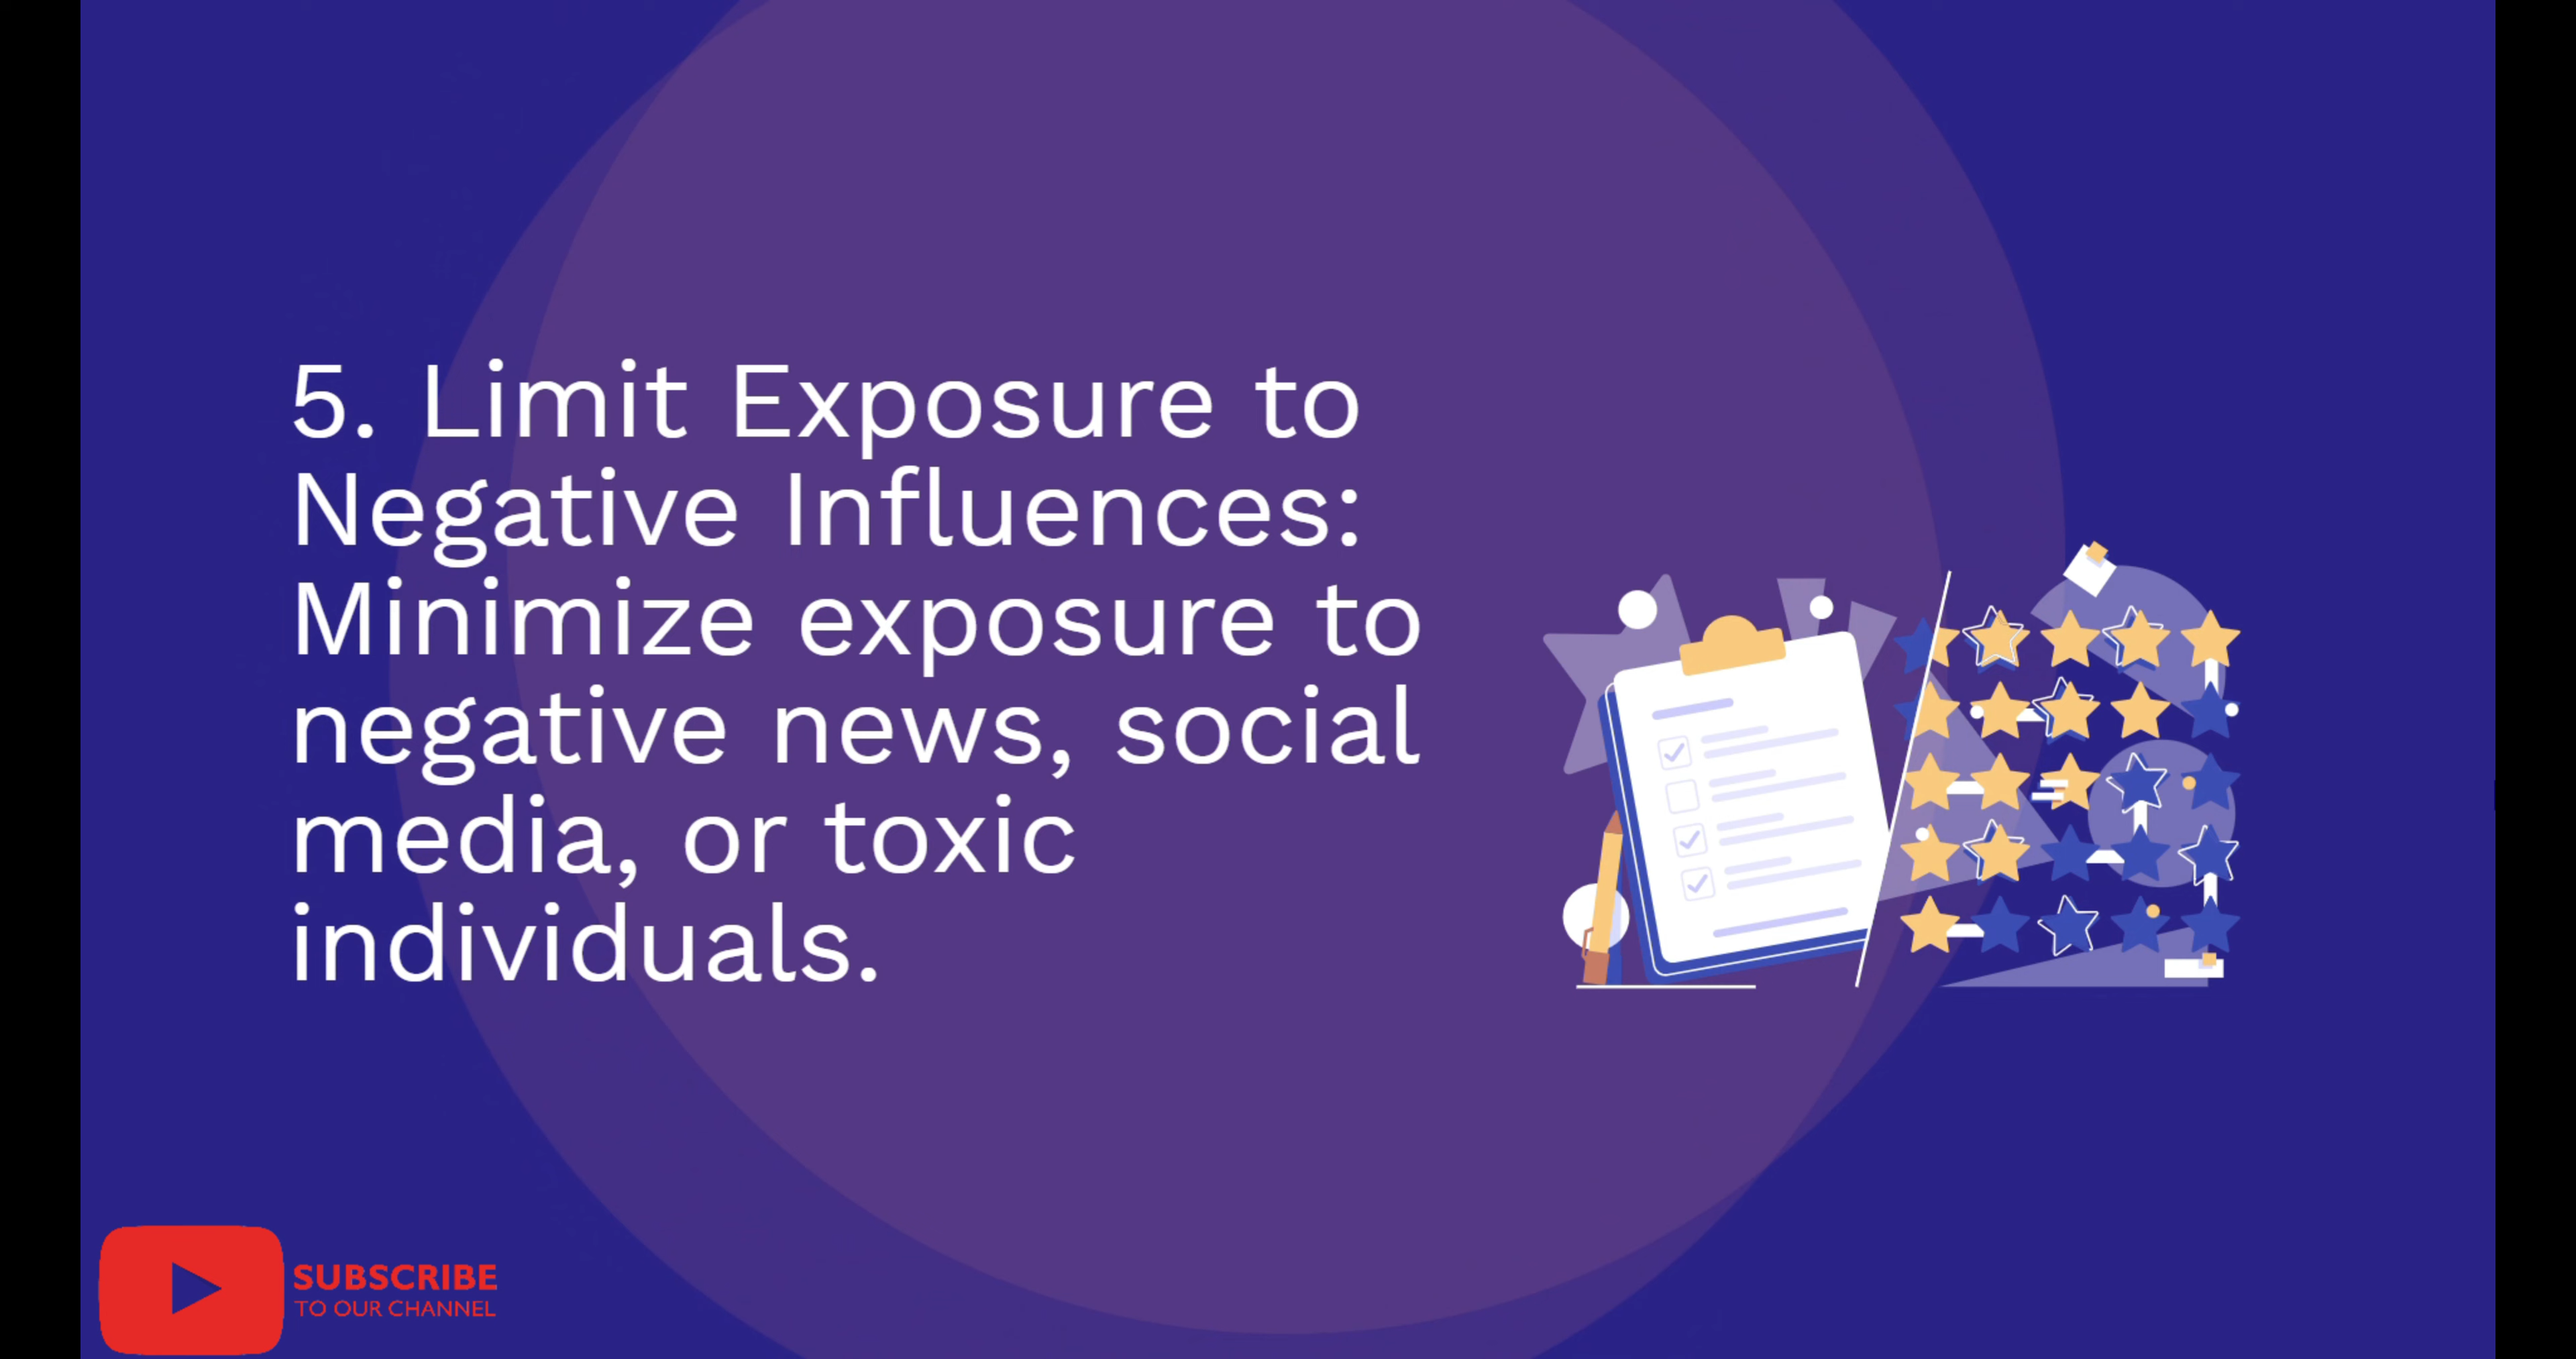 5. Limit Exposure to
Negative Influences:
Minimize exposure to
negative news, social
media, or toxic
individuals.
SUBSCRIBE
TO OUR CHANNEL